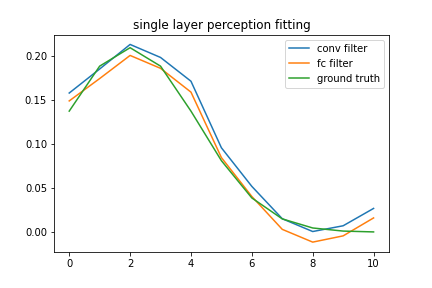 single layer perception fitting
conv filter
fc filter
ground truth
0.20
0.15
0.10
0.05
0.00
0 2 4 6 8 10